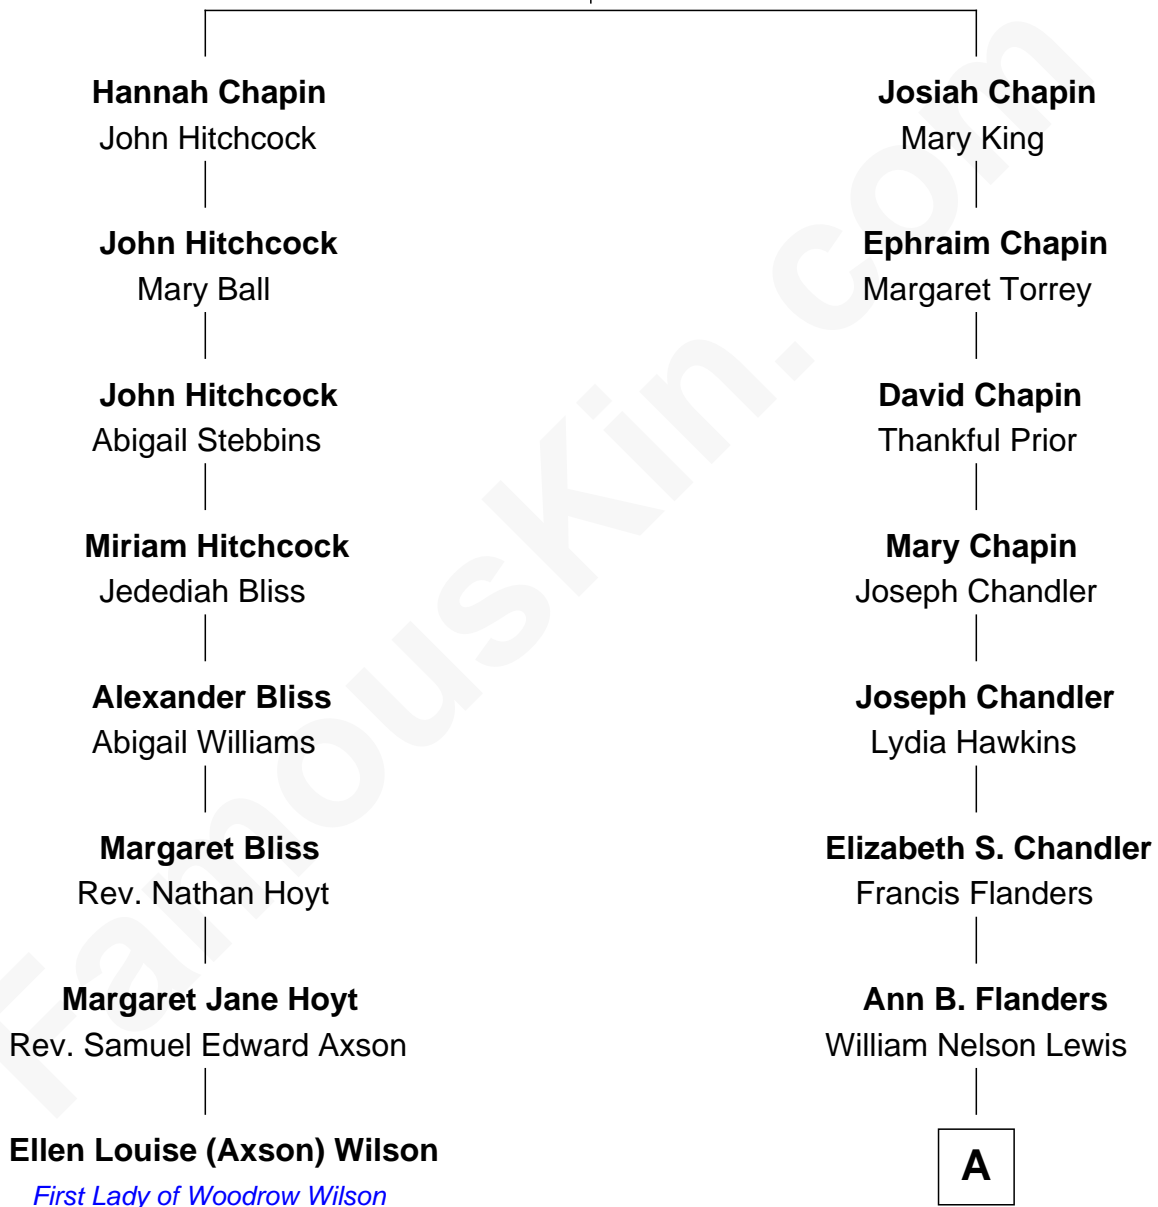 Hannah Chapin
John Hitchcock
John Hitchcock
Mary Ball
John Hitchcock
Abigail Stebbins
Miriam Hitchcock
Jedediah Bliss
Alexander Bliss
Abigail Williams
Margaret Bliss
Rev. Nathan Hoyt
Margaret Jane Hoyt
Rev. Samuel Edward Axson
Ellen Louise (Axson) Wilson
First Lady of Woodrow Wilson
Josiah Chapin
Mary King
Ephraim Chapin
Margaret Torrey
David Chapin
Thankful Prior
Mary Chapin
Joseph Chandler
Joseph Chandler
Lydia Hawkins
Elizabeth S. Chandler
Francis Flanders
Ann B. Flanders
William Nelson Lewis
A
FamousKin.com